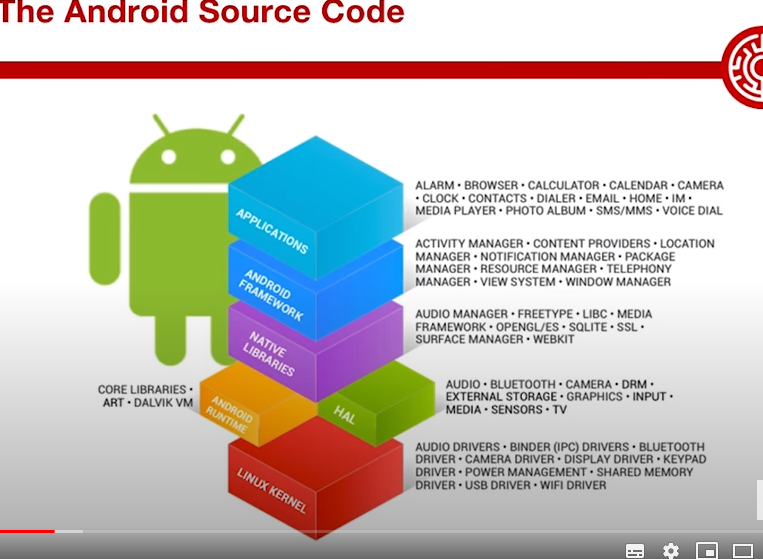 The Android Source Code
APPLICATIONS
ALARM • BROWSER • CALCULATOR • CALENDAR • CAMERA
• CLOCK • CONTACTS • DIALER • EMAIL • HOME • IM •
MEDIA PLAYER • PHOTO ALBUM • SMS/MMS • VOICE DIAL
ANDROID
FRAMEWORK
ACTIVITY MANAGER • CONTENT PROVIDERS • LOCATION
MANAGER • NOTIFICATION MANAGER • PACKAGE
MANAGER • RESOURCE MANAGER • TELEPHONY
MANAGER • VIEW SYSTEM • WINDOW MANAGER
NATIVE
LIBRARIES
AUDIO MANAGER • FREETYPE • LIBC • MEDIA
FRAMEWORK • OPENGL/ES • SQLITE • SSL •
SURFACE MANAGER • WEBKIT
CORE LIBRARIES •
ART • DALVIK VM
ANDROID
RUNTIME
HAL
AUDIO • BLUETOOTH • CAMERA • DRM •
EXTERNAL STORAGE • GRAPHICS • INPUT •
MEDIA • SENSORS • TV
LINUX KERNEL
AUDIO DRIVERS • BINDER (IPC) DRIVERS • BLUETOOTH
DRIVER • CAMERA DRIVER • DISPLAY DRIVER • KEYPAD
DRIVER • POWER MANAGEMENT • SHARED MEMORY
DRIVER • USB DRIVER • WIFI DRIVER